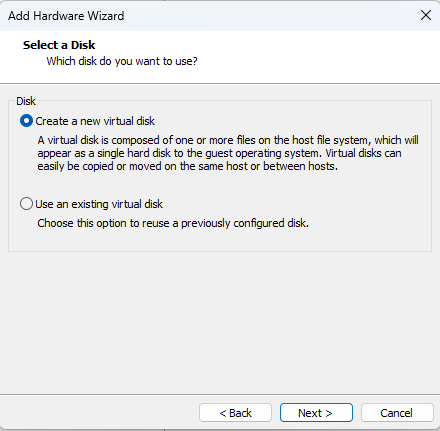 Add Hardware Wizard
Select a Disk
Which disk do you want to use?
Disk
Create a new virtual disk
A virtual disk is composed of one or more files on the host file system, which will
appear as a single hard disk to the guest operating system. Virtual disks can
easily be copied or moved on the same host or between hosts.
Use an existing virtual disk
Choose this option to reuse a previously configured disk.
< Back
Next >
Cancel